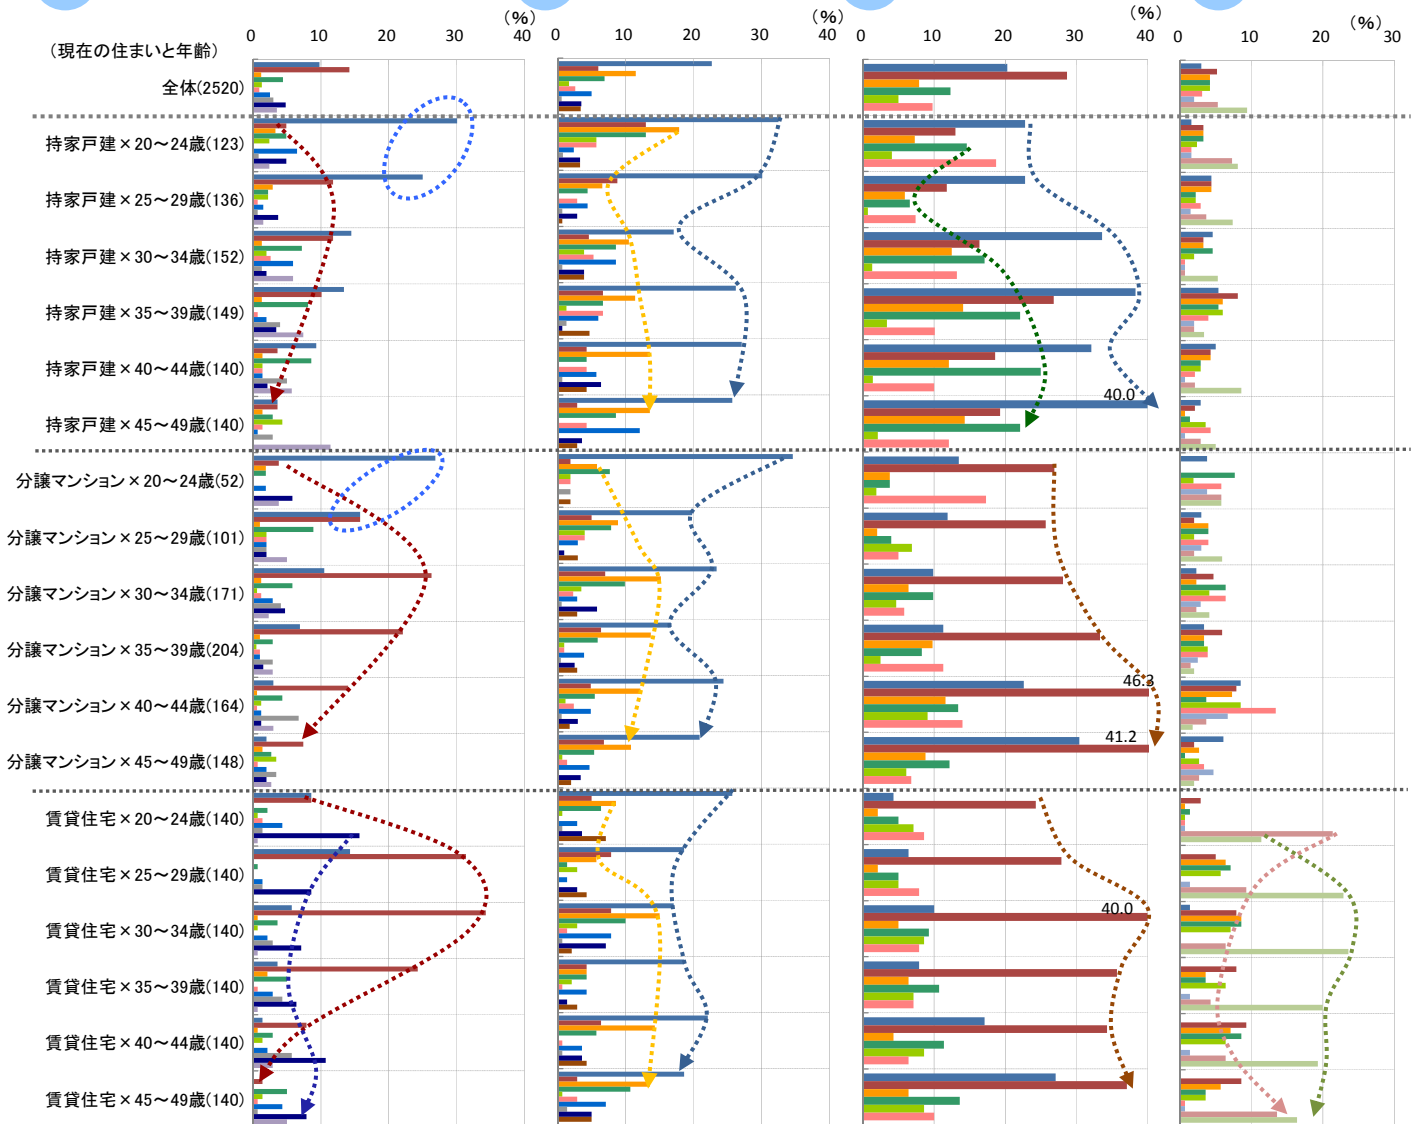 (%) (%) (%) (%)
0 10 20 30 40 0 10 20 30 40 0 10 20 30 40 0 10 20 30
（現在の住まいと年齢）
全体(2520)
持家戸建×20～24歳(123)
持家戸建×25～29歳(136)
持家戸建×30～34歳(152)
持家戸建×35～39歳(149)
持家戸建×40～44歳(140)
40.0
持家戸建×45～49歳(140)
分譲マンション×20～24歳(52)
分譲マンション×25～29歳(101)
分譲マンション×30～34歳(171)
分譲マンション×35～39歳(204)
46.3
分譲マンション×40～44歳(164)
41.2
分譲マンション×45～49歳(148)
賃貸住宅×20～24歳(140)
賃貸住宅×25～29歳(140)
40.0
賃貸住宅×30～34歳(140)
賃貸住宅×35～39歳(140)
賃貸住宅×40～44歳(140)
賃貸住宅×45～49歳(140)